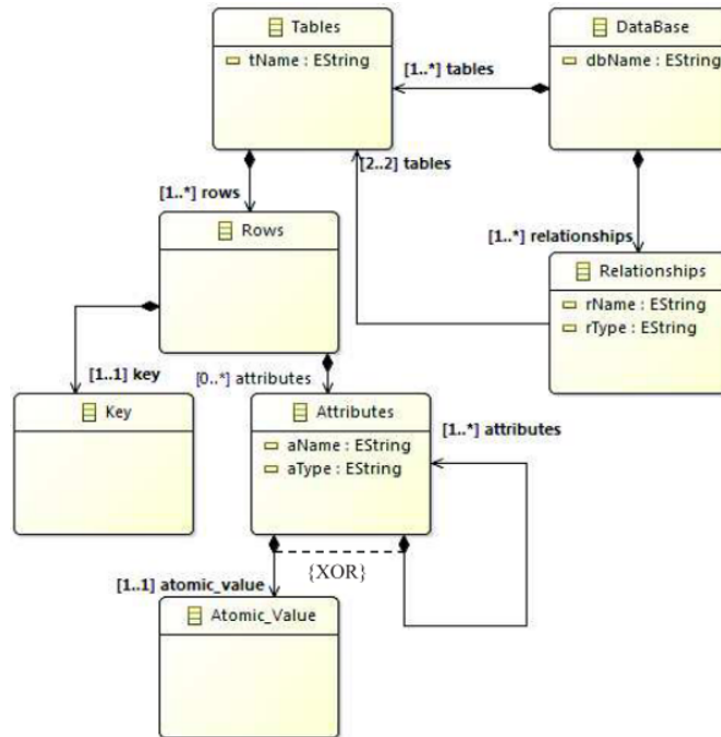 Tables
tName : EString
DataBase
dbName : EString
[1..*] tables
[2..2] tables
[1..*] rows
Rows
[1..*] relationships
Relationships
rName : EString
rType : EString
[1..1] key
[0..*] attributes
Key
Attributes
aName : EString
aType : EString
[1..*] attributes
{XOR}
[1..1] atomic_value
Atomic_Value